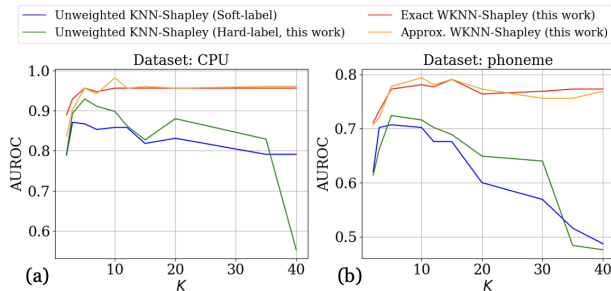 Unweighted KNN-Shapley (Soft-label)
Unweighted KNN-Shapley (Hard-label, this work)
Exact WKNN-Shapley (this work)
Approx. WKNN-Shapley (this work)
Dataset: CPU
AUROC
1.0
0.9
0.8
0.7
0.6
10 20 30 40
K
(a)
Dataset: phoneme
AUROC
0.8
0.7
0.6
0.5
10 20 30 40
K
(b)